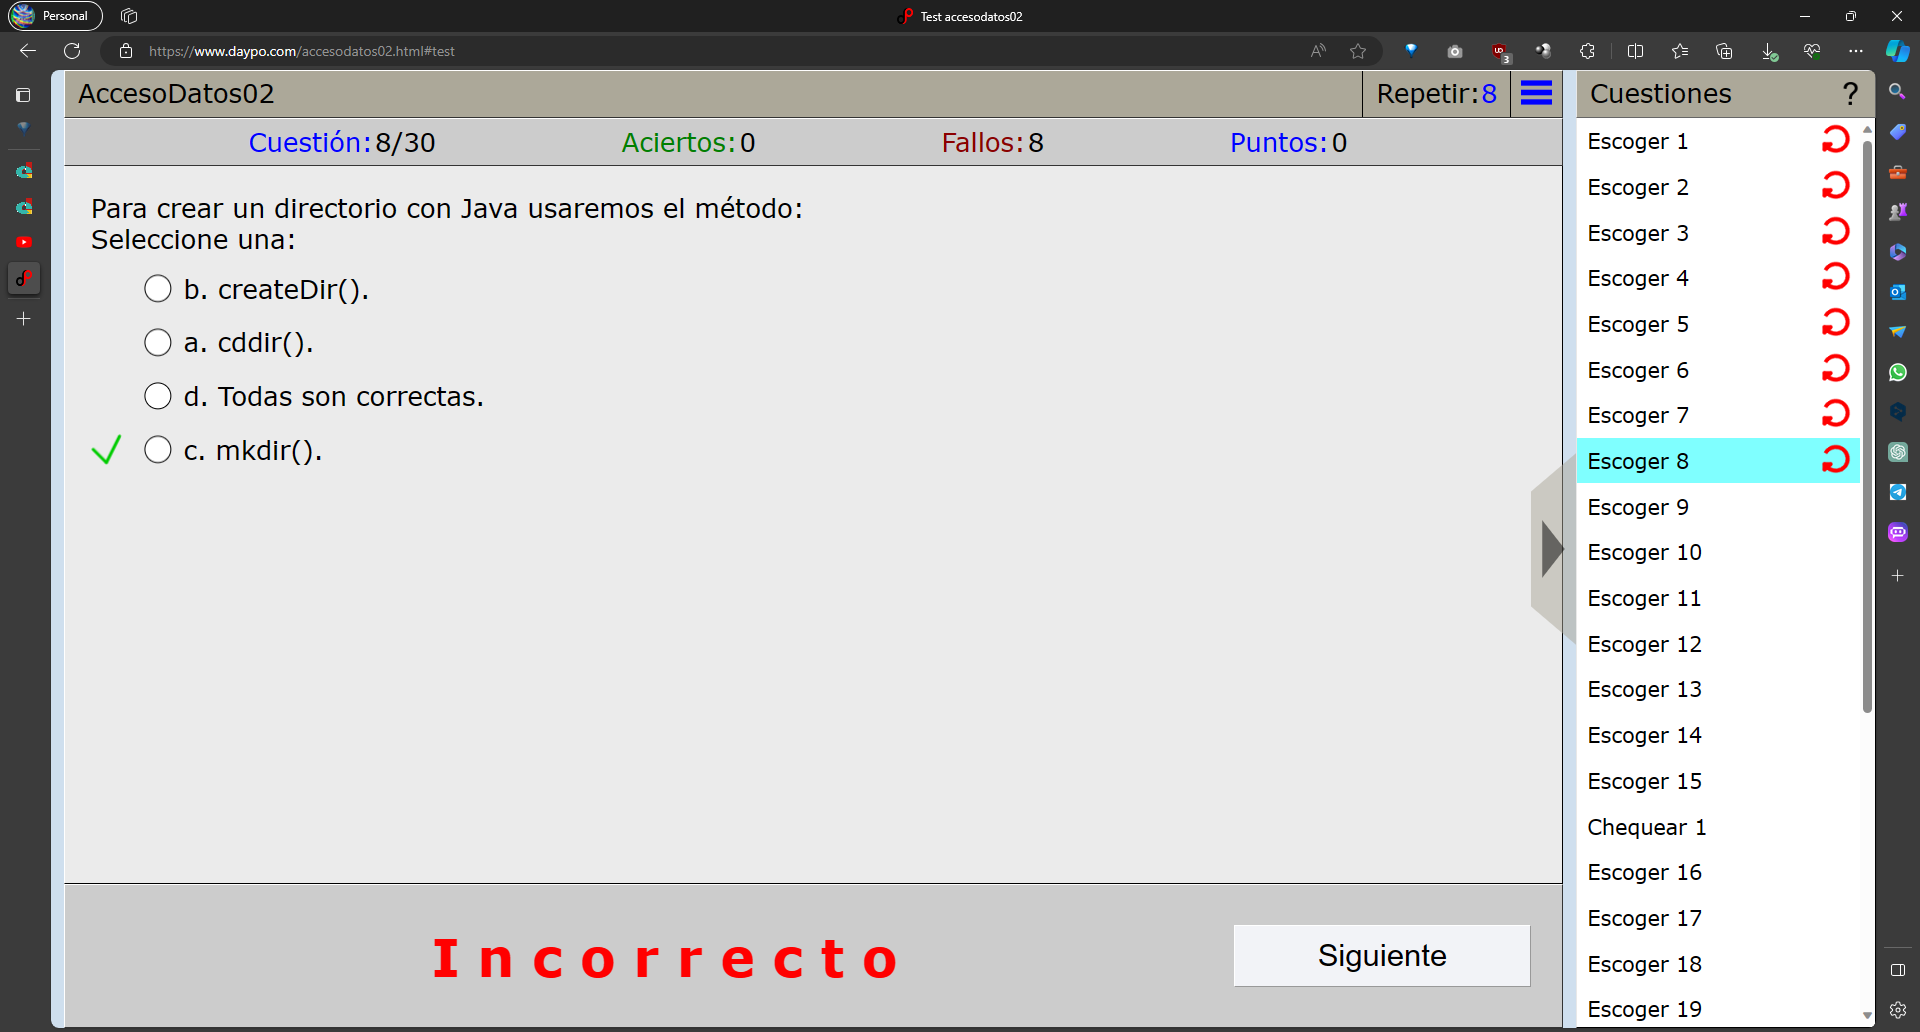 Personal
Test accesodatos02
https://www.daypo.com/accesodatos02.html#test
AccesoDatos02
Repetir:8
Cuestiones
?
Cuestión:8/30
Aciertos:0
Fallos:8
Puntos:0
Para crear un directorio con Java usaremos el método:
Seleccione una:
b. createDir().
a. cddir().
d. Todas son correctas.
c. mkdir().
Incorrecto
Siguiente
Escoger 1
Escoger 2
Escoger 3
Escoger 4
Escoger 5
Escoger 6
Escoger 7
Escoger 8
Escoger 9
Escoger 10
Escoger 11
Escoger 12
Escoger 13
Escoger 14
Escoger 15
Chequear 1
Escoger 16
Escoger 17
Escoger 18
Escoger 19